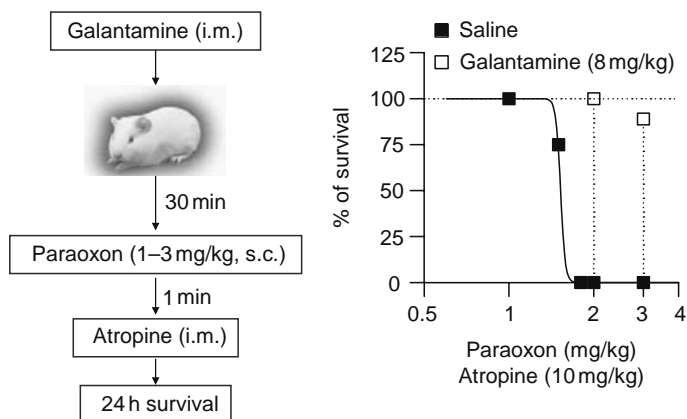 Galantamine (i.m.)
30 min
Paraoxon (1–3 mg/kg, s.c.)
1 min
Atropine (i.m.)
24 h survival
Saline
Galantamine (8 mg/kg)
% of survival
125
100
75
50
25
0
0.5
1
2
3
4
Paraoxon (mg/kg)
Atropine (10 mg/kg)